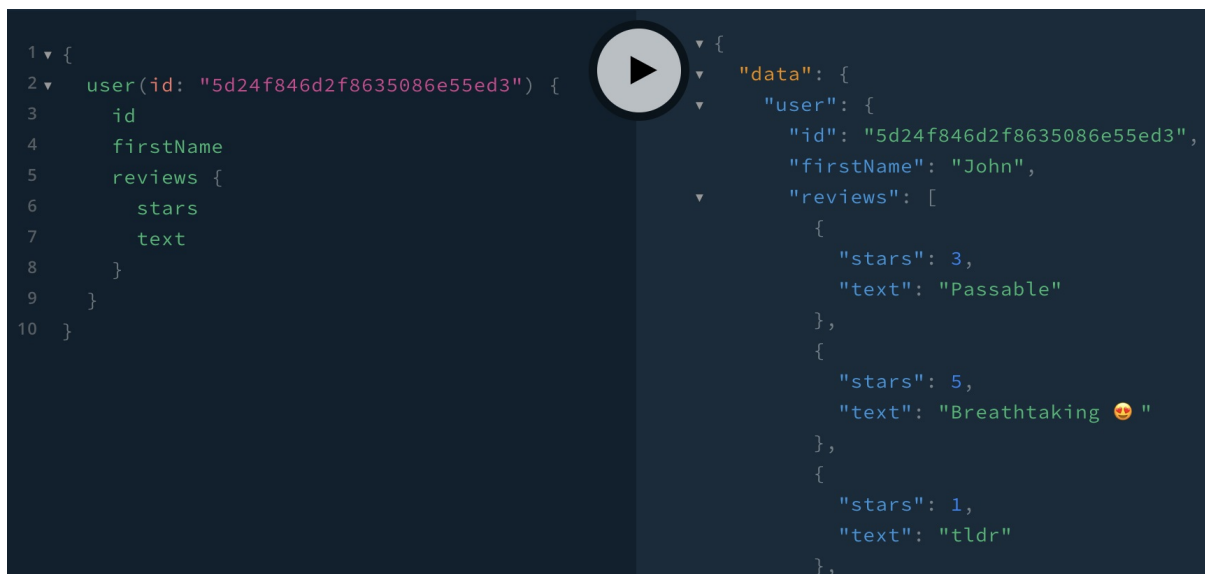 1 {
2 user(id: "5d24f846d2f8635086e55ed3") {
3 id
4 firstName
5 reviews {
6 stars
7 text
8 }
9 }
10 }
{
"data": {
"user": {
"id": "5d24f846d2f8635086e55ed3",
"firstName": "John",
"reviews": [
{
"stars": 3,
"text": "Passable"
},
{
"stars": 5,
"text": "Breathtaking 😍 "
},
{
"stars": 1,
"text": "tldr"
},